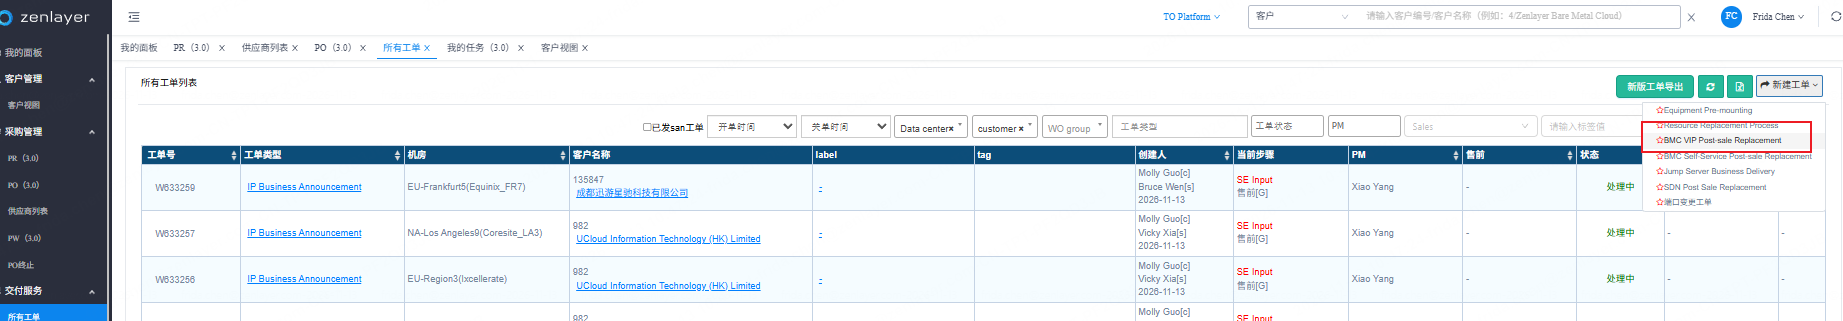 zenlayer
TO Platform
客户
请输入客户编号/客户名称（例如：4/Zenlayer Bare Metal Cloud）
FC
Frida Chen
我的面板
客户管理
客户视图
采购管理
PR（3.0）
PO（3.0）
供应商列表
PW（3.0）
PO终止
交付服务
所有工单
我的面板 PR（3.0） 供应商列表 PO（3.0） 所有工单 我的任务（3.0） 客户视图
所有工单列表
新版工单导出
新建工单
Equipment Pre-mounting
Resource Replacement Process
BMC VIP Post-sale Replacement
BMC Self-Service Post-sale Replacement
Jump Server Business Delivery
SDN Post Sale Replacement
端口变更工单
已发san工单 开单时间 关单时间 Data center× customer × WO group 工单类型 工单状态 PM Sales 请输入标签值
工单号 工单类型 机房 客户名称 label tag 创建人 当前步骤 PM 售前 状态
W633259 IP Business Announcement EU-Frankfurt5(Equinix_FR7)
135847
成都迅游星驰科技有限公司
-
Molly Guo[c]
Bruce Wen[s]
2026-11-13
SE Input
售前[G]
Xiao Yang - 处理中 - -
W633257 IP Business Announcement NA-Los Angeles9(Coresite_LA3)
982
UCloud Information Technology (HK) Limited
-
Molly Guo[c]
Vicky Xia[s]
2026-11-13
SE Input
售前[G]
Xiao Yang - 处理中 - -
W633256 IP Business Announcement EU-Region3(Ixcellerate)
982
UCloud Information Technology (HK) Limited
-
Molly Guo[c]
Vicky Xia[s]
2026-11-13
SE Input
售前[G]
Xiao Yang - 处理中 - -
982
Molly Guo[c]
SE Input